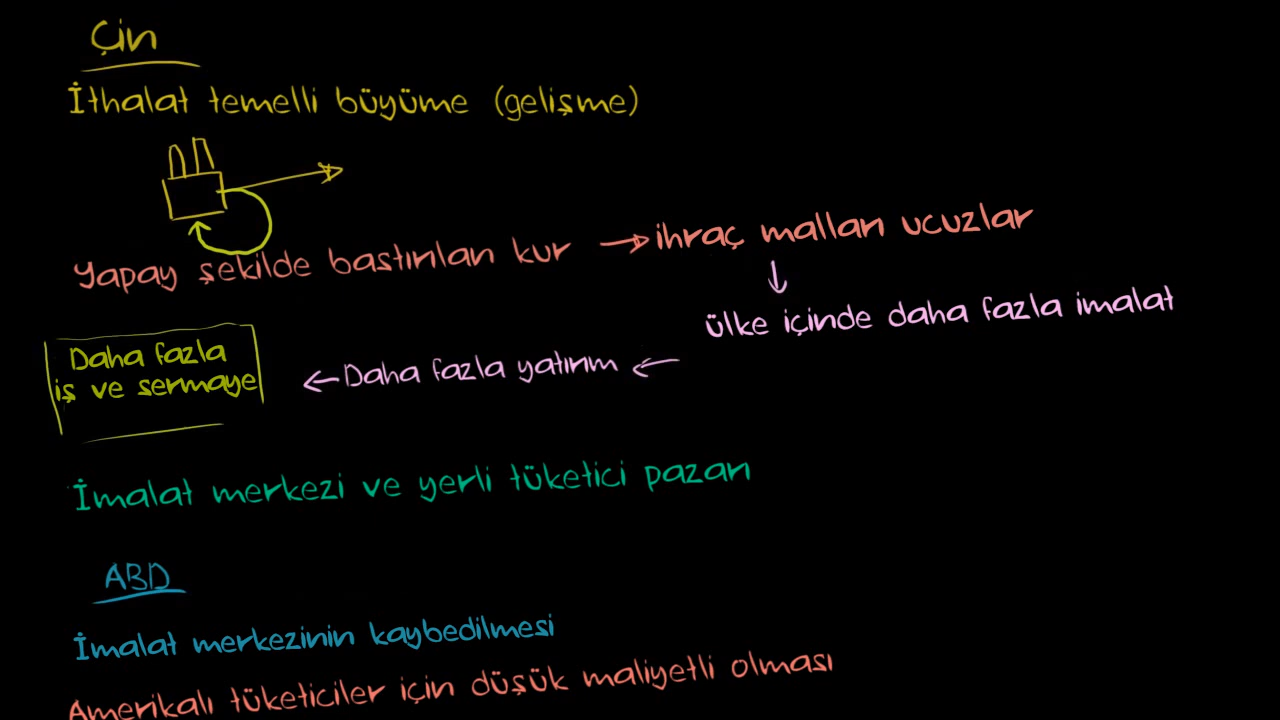 Çin
İthalat temelli büyüme (gelişme)
Yapay şekilde bastırılan kur → ihraç malları ucuzlar
↓
ülke içinde daha fazla imalat
← Daha fazla yatırım ←
Daha fazla
iş ve sermaye
İmalat merkezi ve yerli tüketici pazarı
ABD
İmalat merkezinin kaybedilmesi
Amerikalı tüketiciler için düşük maliyetli olması